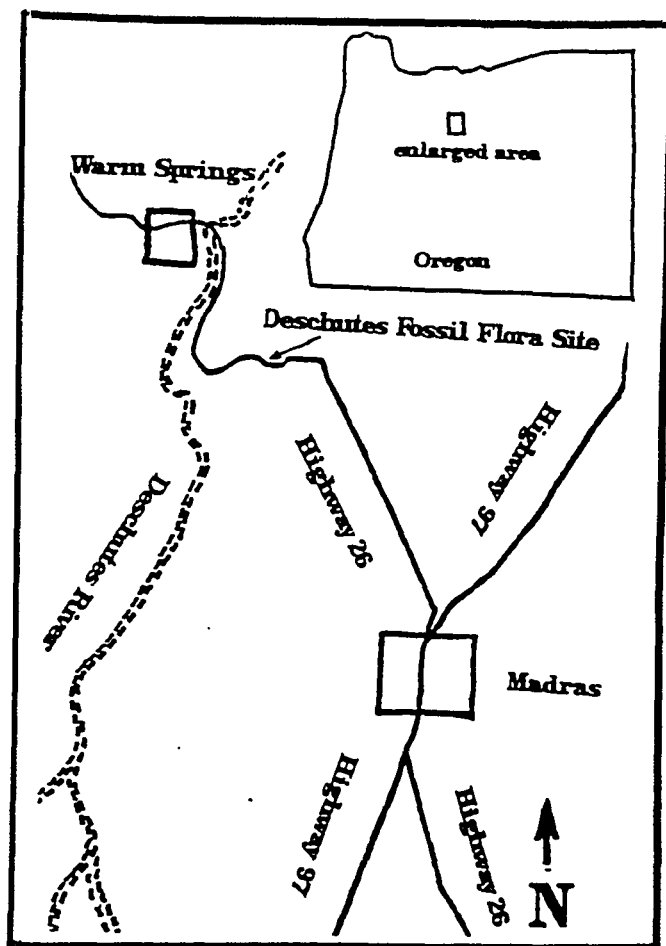 Warm Springs
enlarged area
Oregon
Deschutes Fossil Flora Site
Highway 26
Highway 97
Deschutes River
Madras
Highway 97
Highway 26
N